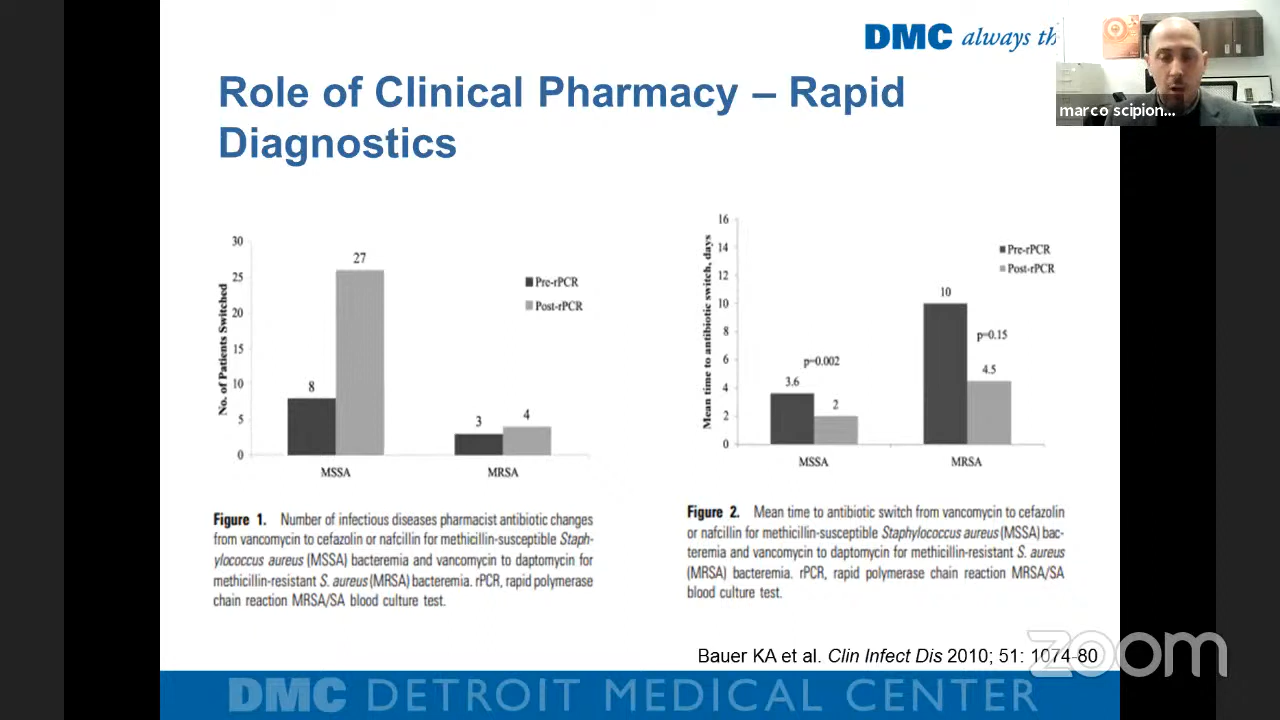 DMC always th
marco scipion...
Role of Clinical Pharmacy – Rapid
Diagnostics
No. of Patients Switched
30
25
20
15
10
5
0
8
27
3
4
Pre-rPCR
Post-rPCR
MSSA
MRSA
Figure 1. Number of infectious diseases pharmacist antibiotic changes
from vancomycin to cefazolin or nafcillin for methicillin-susceptible Staph-
ylococcus aureus (MSSA) bacteremia and vancomycin to daptomycin for
methicillin-resistant S. aureus (MRSA) bacteremia. rPCR, rapid polymerase
chain reaction MRSA/SA blood culture test.
Mean time to antibiotic switch, days
16
14
12
10
8
6
4
2
0
Pre-rPCR
Post-rPCR
10
p=0.15
p=0.002
3.6
2
4.5
MSSA
MRSA
Figure 2. Mean time to antibiotic switch from vancomycin to cefazolin
or nafcillin for methicillin-susceptible Staphylococcus aureus (MSSA) bac-
teremia and vancomycin to daptomycin for methicillin-resistant S. aureus
(MRSA) bacteremia. rPCR, rapid polymerase chain reaction MRSA/SA
blood culture test.
Bauer KA et al. Clin Infect Dis 2010; 51: 1074-80
zoom
DMC DETROIT MEDICAL CENTER